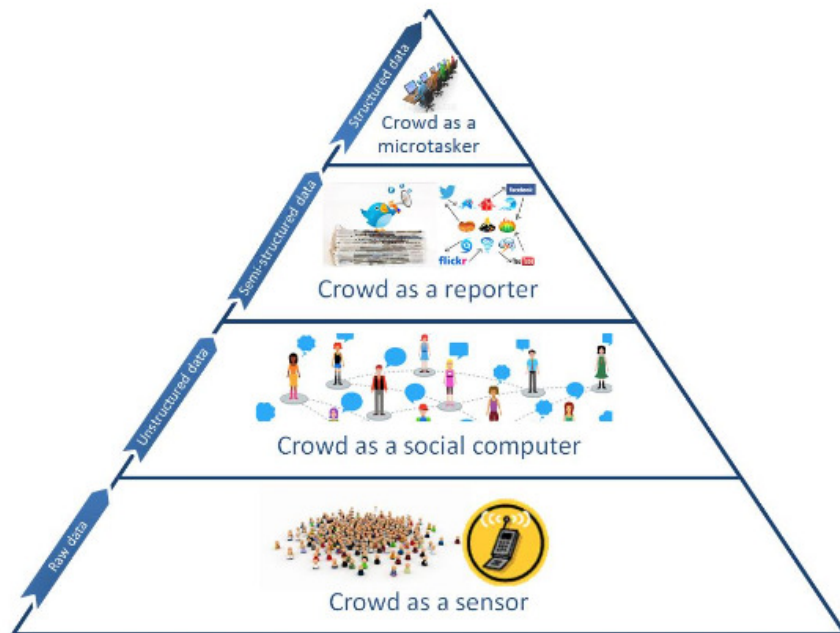 Structured data
Crowd as a
microtasker
Semi-structured data
facebook
flickr
Crowd as a reporter
Unstructured data
Crowd as a social computer
Raw data
Crowd as a sensor